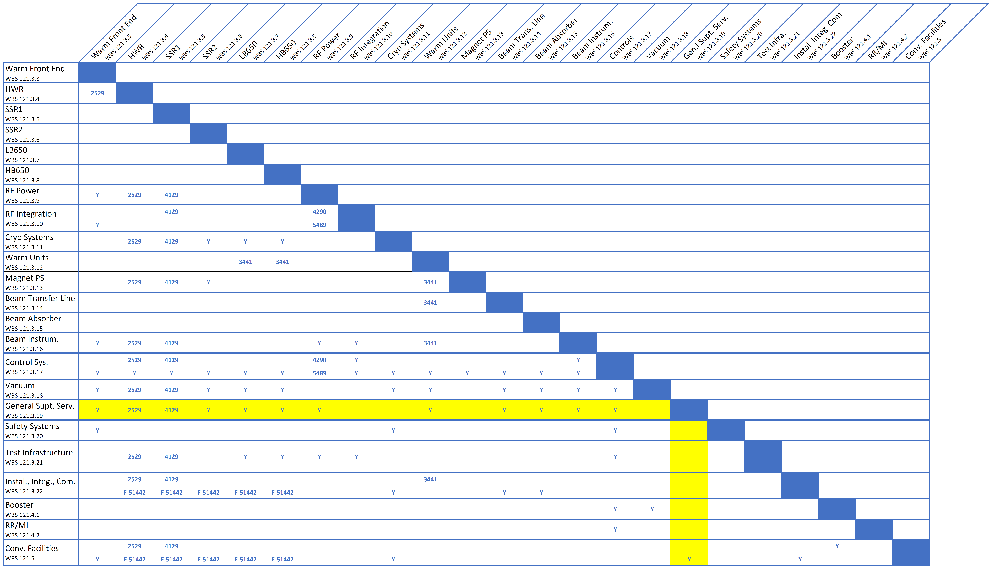 Warm Front End
WBS 121.3.3
HWR
WBS 121.3.4
SSR1
WBS 121.3.5
SSR2
WBS 121.3.6
LB650
WBS 121.3.7
HB650
WBS 121.3.8
RF Power
WBS 121.3.9
RF Integration
WBS 121.3.10
Cryo Systems
WBS 121.3.11
Warm Units
WBS 121.3.12
Magnet PS
WBS 121.3.13
Beam Trans. Line
WBS 121.3.14
Beam Absorber
WBS 121.3.15
Beam Instrum.
WBS 121.3.16
Controls
WBS 121.3.17
Vacuum
WBS 121.3.18
Gen.l Supt. Serv.
WBS 121.3.19
Safety Systems
WBS 121.3.20
Test Infra.
WBS 121.3.21
Instal. Integ. Com.
WBS 121.3.22
Booster
WBS 121.4.1
RR/MI
WBS 121.4.2
Conv. Facilities
WBS 121.5
Warm Front End
WBS 121.3.3
HWR
WBS 121.3.4
2529
SSR1
WBS 121.3.5
SSR2
WBS 121.3.6
LB650
WBS 121.3.7
HB650
WBS 121.3.8
RF Power
WBS 121.3.9
Y 2529 4129
RF Integration
WBS 121.3.10
4129 4290
Y 5489
Cryo Systems
WBS 121.3.11
2529 4129 Y Y Y
Warm Units
WBS 121.3.12
3441 3441
Magnet PS
WBS 121.3.13
2529 4129 Y 3441
Beam Transfer Line
WBS 121.3.14
3441
Beam Absorber
WBS 121.3.15
Beam Instrum.
WBS 121.3.16
Y 2529 4129 Y Y 3441
Control Sys.
WBS 121.3.17
2529 4129 4290 Y Y
Y Y Y Y Y Y 5489 Y Y Y Y Y Y Y
Vacuum
WBS 121.3.18
Y 2529 4129 Y Y Y Y Y Y Y Y Y
General Supt. Serv.
WBS 121.3.19
Y 2529 4129 Y Y Y Y Y Y Y Y Y
Safety Systems
WBS 121.3.20
Y Y Y
Test Infrastructure
WBS 121.3.21
2529 4129 Y Y Y Y Y
Instal., Integ., Com.
WBS 121.3.22
2529 4129 3441
F-51442 F-51442 F-51442 F-51442 F-51442 Y Y Y
Booster
WBS 121.4.1
Y Y
RR/MI
WBS 121.4.2
Y
Conv. Facilities
WBS 121.5
2529 4129 Y
Y F-51442 F-51442 F-51442 F-51442 F-51442 Y Y Y